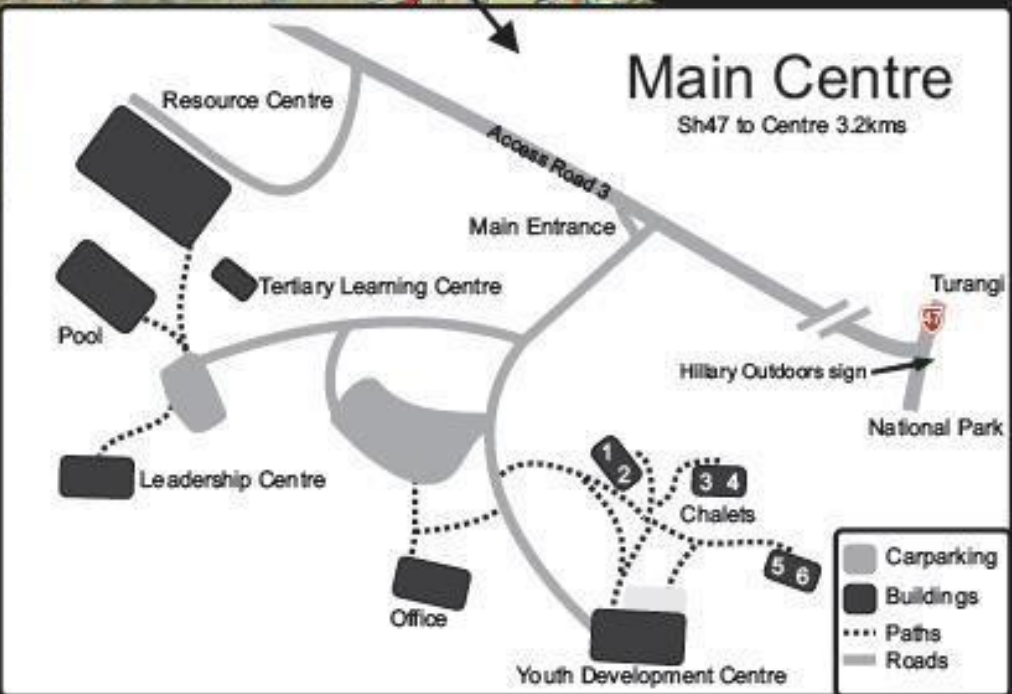 Main Centre
Sh47 to Centre 3.2kms
Resource Centre
Access Road 3
Main Entrance
Tertiary Learning Centre
Turangi
47
Pool
Hillary Outdoors sign
National Park
Leadership Centre
1
2
3 4
Chalets
5 6
Office
Youth Development Centre
Carparking
Buildings
Paths
Roads